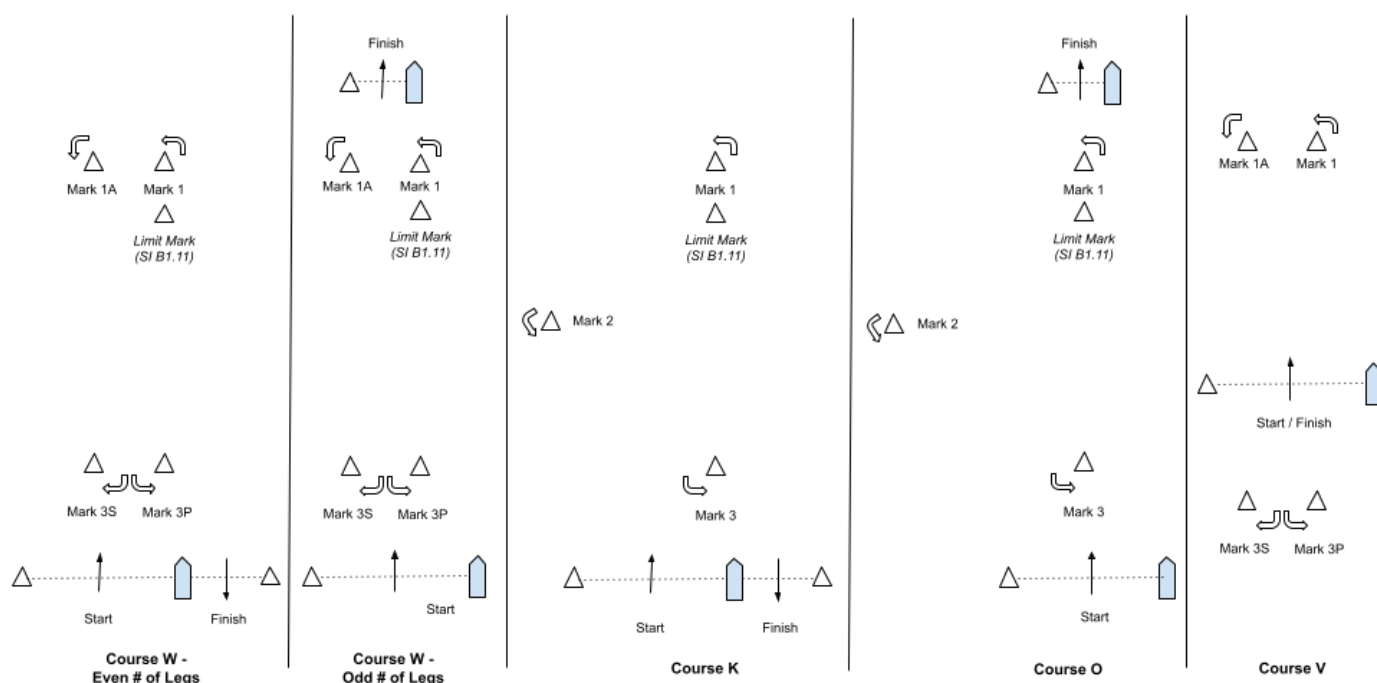 Mark 1A
Mark 1
Limit Mark
(SI B1.11)
Mark 3S
Mark 3P
Start
Finish
Course W -
Even # of Legs
Finish
Mark 1A
Mark 1
Limit Mark
(SI B1.11)
Mark 3S
Mark 3P
Start
Course W -
Odd # of Legs
Mark 1
Limit Mark
(SI B1.11)
Mark 2
Mark 3
Start
Finish
Course K
Finish
Mark 1
Limit Mark
(SI B1.11)
Mark 2
Mark 3
Start
Course O
Mark 1A
Mark 1
Start / Finish
Mark 3S
Mark 3P
Course V